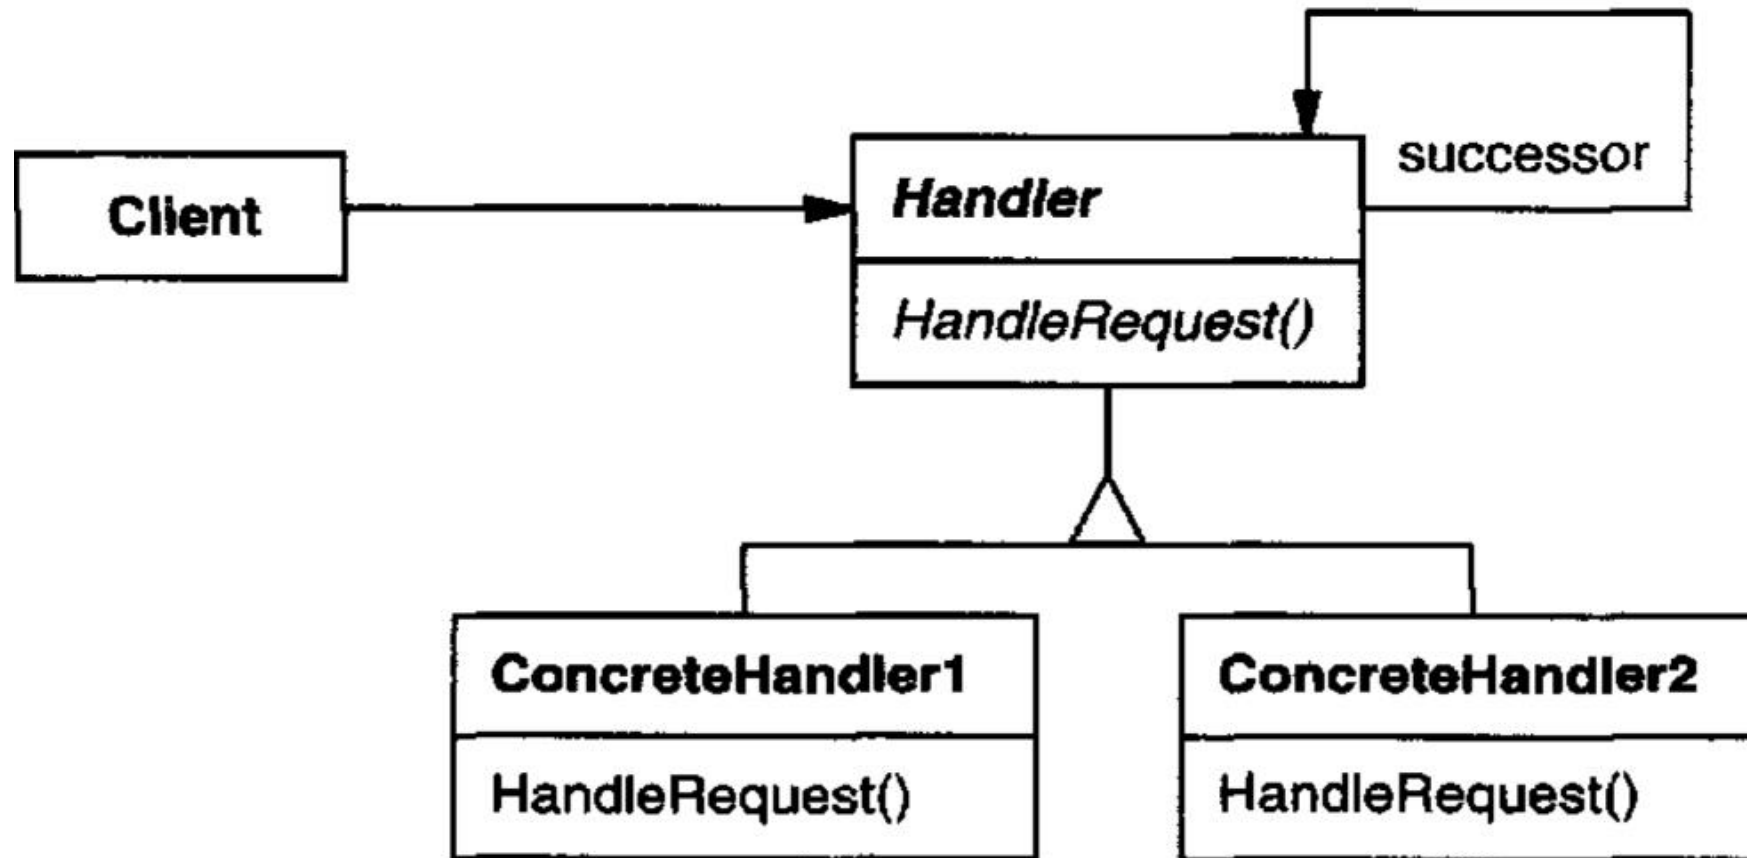 Client
Handler
successor
HandleRequest()
ConcreteHandler1
HandleRequest()
ConcreteHandler2
HandleRequest()